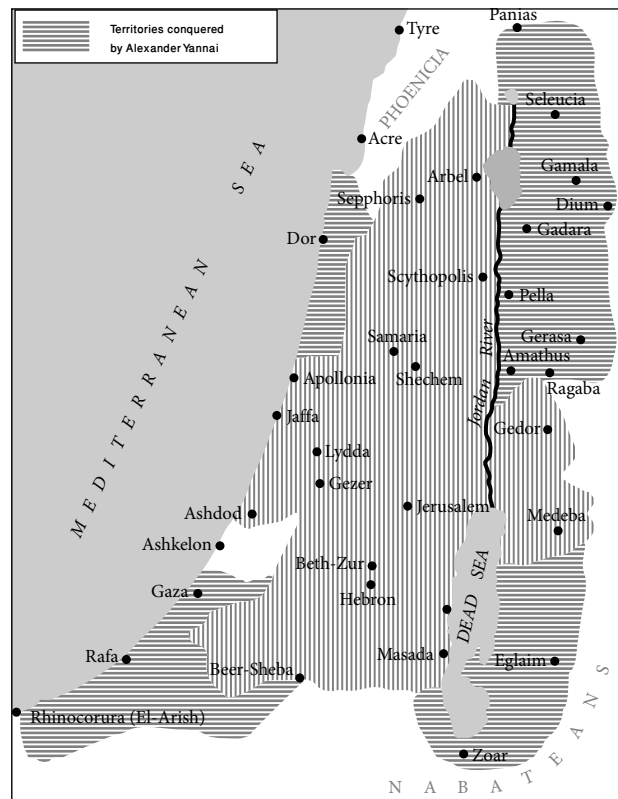 Territories conquered
by Alexander Yannai
Panias
Tyre
PHOENICIA
Seleucia
Acre
MEDITERRANEAN SEA
Arbel
Gamala
Sepphoris
Dium
Gadara
Dor
Scythopolis
Pella
Samaria
Gerasa
Jordan River
Shechem
Amathus
Apollonia
Ragaba
Jaffa
Gedor
Lydda
Gezer
Jerusalem
Ashdod
Medeba
Ashkelon
Beth-Zur
DEAD SEA
Gaza
Hebron
Rafa
Masada
Eglaim
Beer-Sheba
Rhinocorura (El-Arish)
Zoar
NABATEANS